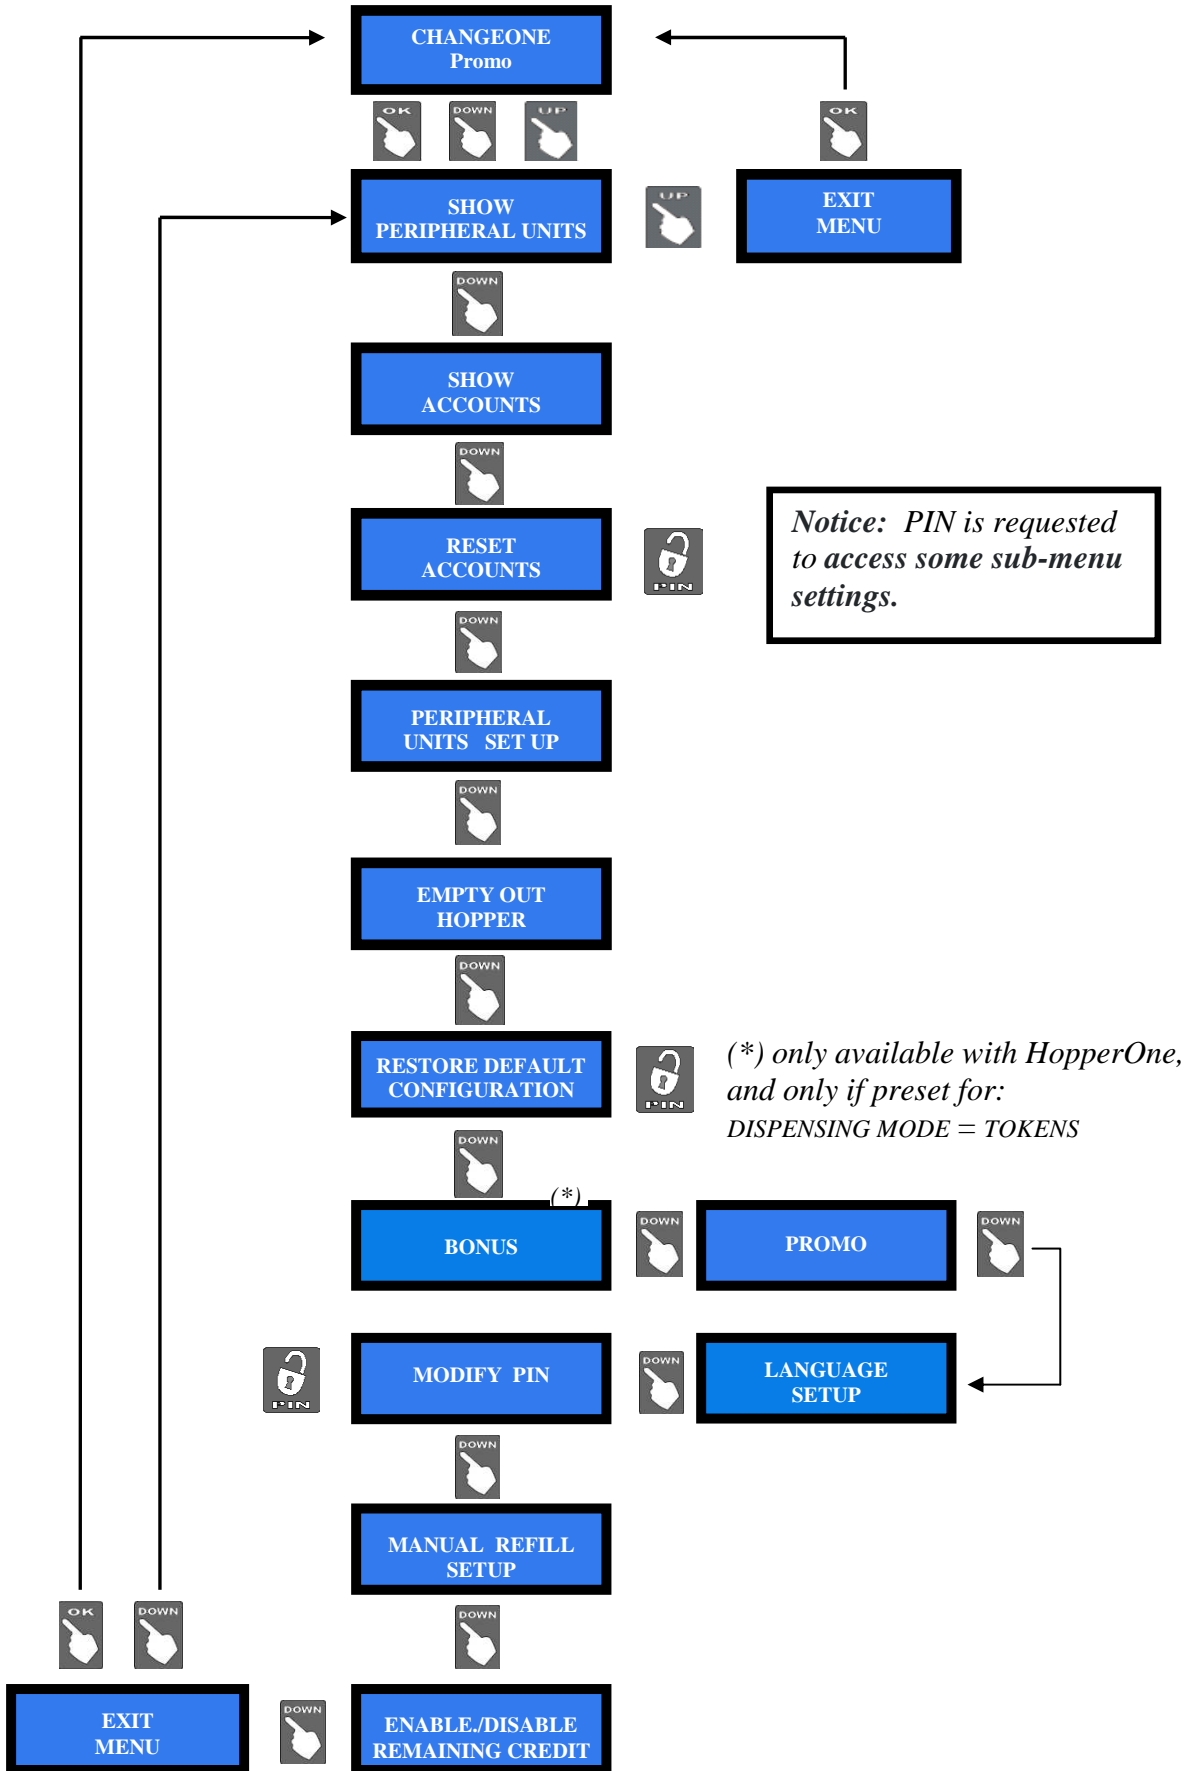 CHANGEONE
Promo
OK
DOWN
UP
OK
SHOW
PERIPHERAL UNITS
UP
EXIT
MENU
DOWN
SHOW
ACCOUNTS
DOWN
RESET
ACCOUNTS
PIN
Notice: PIN is requested
to access some sub-menu
settings.
DOWN
PERIPHERAL
UNITS SET UP
DOWN
EMPTY OUT
HOPPER
DOWN
RESTORE DEFAULT
CONFIGURATION
PIN
(*) only available with HopperOne,
and only if preset for:
DISPENSING MODE = TOKENS
DOWN
(*)
BONUS
DOWN
PROMO
DOWN
PIN
MODIFY PIN
DOWN
LANGUAGE
SETUP
DOWN
MANUAL REFILL
SETUP
OK
DOWN
DOWN
EXIT
MENU
DOWN
ENABLE./DISABLE
REMAINING CREDIT